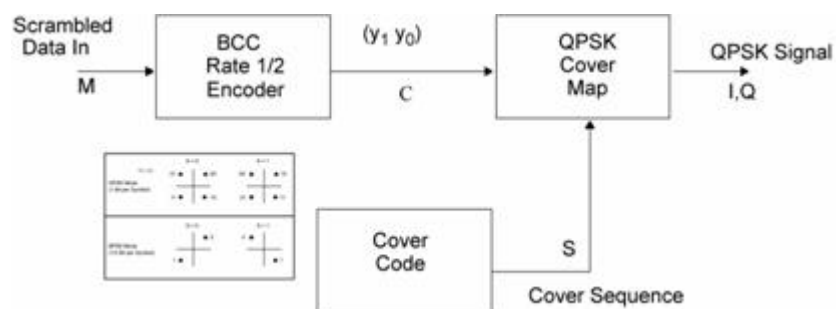 Scrambled
Data In
M
BCC
Rate 1/2
Encoder
(y1 y0)
C
QPSK
Cover
Map
QPSK Signal
I,Q
Cover
Code
S
Cover Sequence